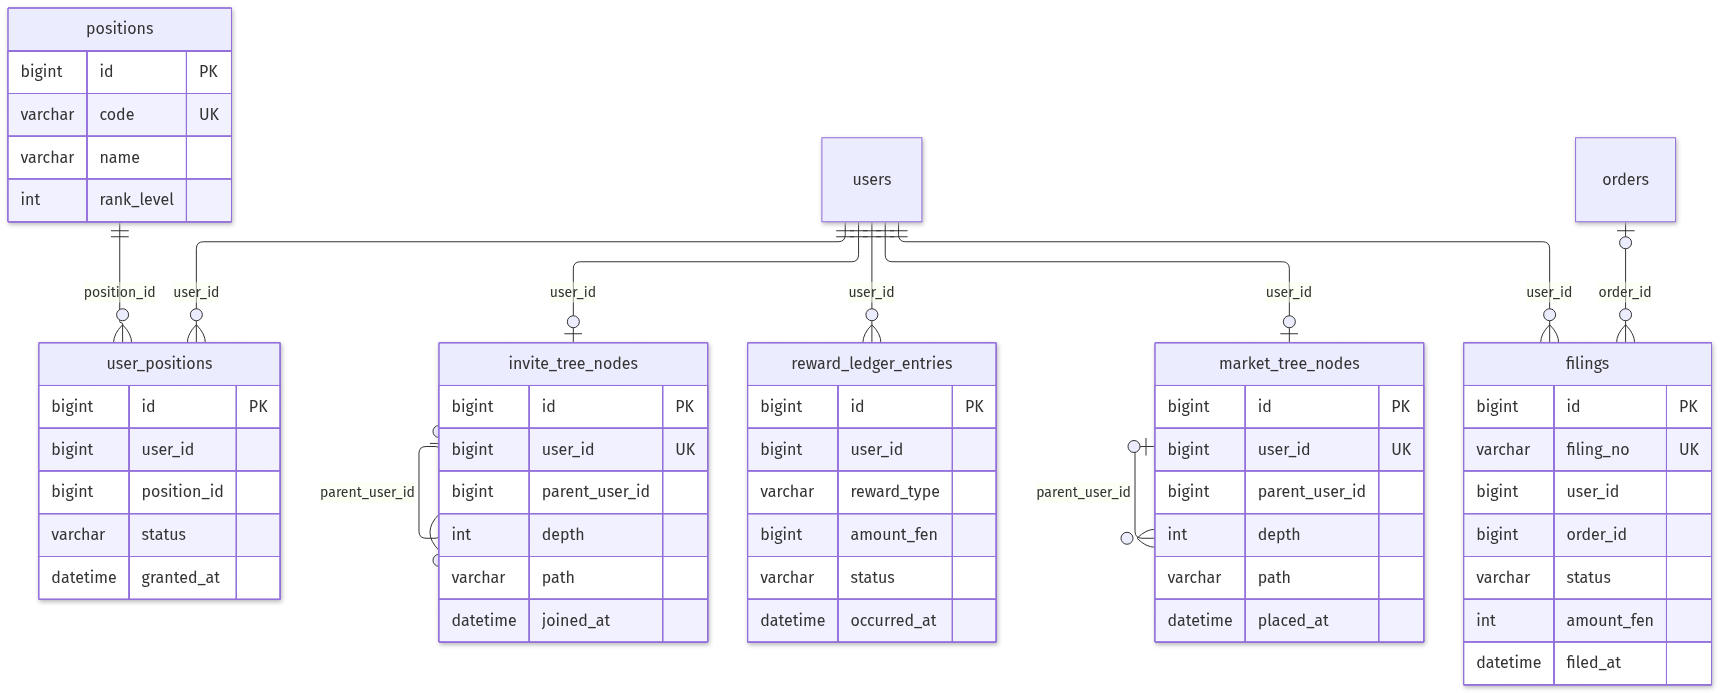 positions
bigint id PK
varchar code UK
varchar name
int rank_level
users
orders
position_id
user_id
user_id
user_id
user_id
user_id
order_id
user_positions
bigint id PK
bigint user_id
bigint position_id
varchar status
datetime granted_at
parent_user_id
invite_tree_nodes
bigint id PK
bigint user_id UK
bigint parent_user_id
int depth
varchar path
datetime joined_at
reward_ledger_entries
bigint id PK
bigint user_id
varchar reward_type
bigint amount_fen
varchar status
datetime occurred_at
parent_user_id
market_tree_nodes
bigint id PK
bigint user_id UK
bigint parent_user_id
int depth
varchar path
datetime placed_at
filings
bigint id PK
varchar filing_no UK
bigint user_id
bigint order_id
varchar status
int amount_fen
datetime filed_at